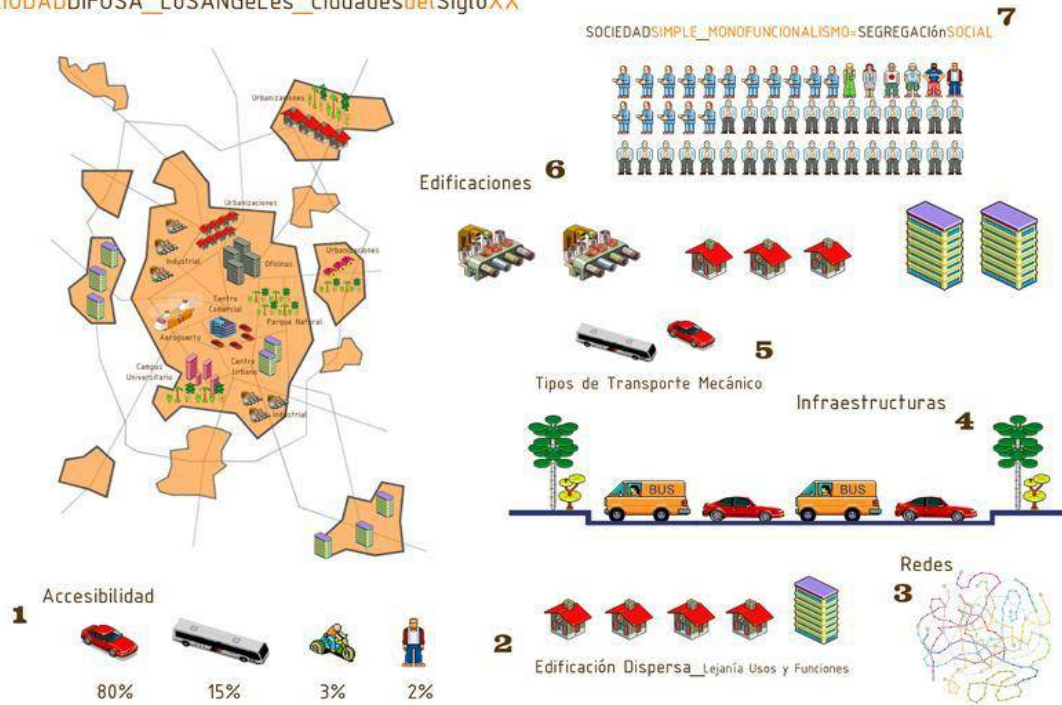 CIUDADDIFUSA_LoSANGeLes_CiudadesdelSigloXX
7
SOCIEDADSIMPLE_MONOFUNCIONALISMO=SEGREGACIónSOCIAL
Urbanizaciones
6
Edificaciones
Urbanizaciones
Urbanizaciones
Industrial
Oficinas
Centro
Comercial
Parque Natural
Aeropuerto
5
Tipos de Transporte Mecánico
Campus
Universitario
Centro
Urbano
Industrial
Infraestructuras
4
BUS
BUS
Redes
3
1
Accesibilidad
80%
15%
3%
2%
2
Edificación Dispersa_Lejanía Usos y Funciones